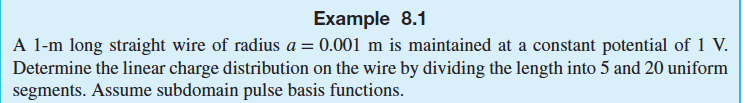 Example 8.1
A 1-m long straight wire of radius a = 0.001 m is maintained at a constant potential of 1 V.
Determine the linear charge distribution on the wire by dividing the length into 5 and 20 uniform
segments. Assume subdomain pulse basis functions.